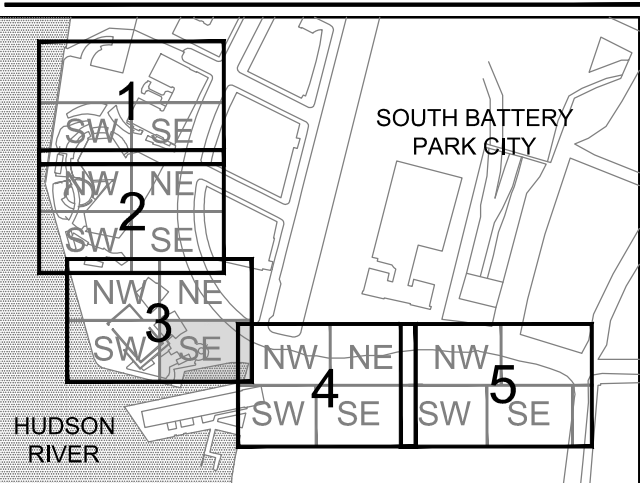 1
SW SE
SOUTH BATTERY
PARK CITY
NW NE
2
SW SE
NW NE
3
SW SE
NW NE
4
SW SE
NW
5
SW SE
HUDSON
RIVER